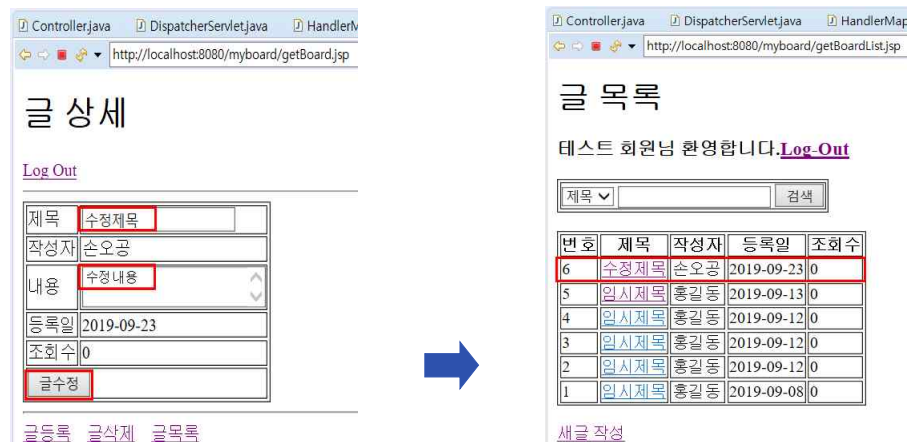 Controller.java DispatcherServlet.java HandlerM
http://localhost:8080/myboard/getBoard.jsp
글 상세
Log Out
제목 수정제목
작성자 손오공
내용 수정내용
등록일 2019-09-23
조회수 0
글수정
글등록 글삭제 글목록
Controller.java DispatcherServlet.java HandlerMap
http://localhost:8080/myboard/getBoardList.jsp
글 목록
테스트 회원님 환영합니다.Log-Out
제목 검색
번호 제목 작성자 등록일 조회수
6 수정제목 손오공 2019-09-23 0
5 임시제목 홍길동 2019-09-13 0
4 임시제목 홍길동 2019-09-12 0
3 임시제목 홍길동 2019-09-12 0
2 임시제목 홍길동 2019-09-12 0
1 임시제목 홍길동 2019-09-08 0
새글 작성